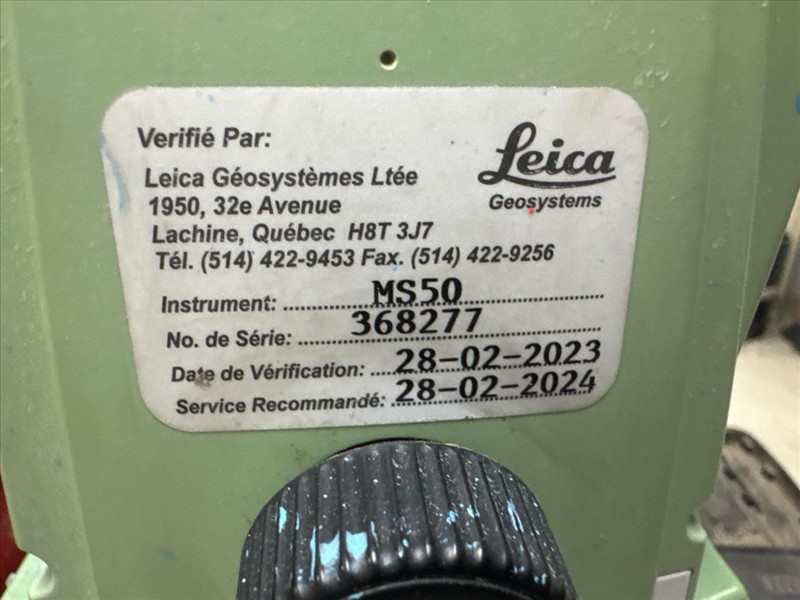 Verifié Par:
Leica
Geosystems
Leica Géosystèmes Ltée
1950, 32e Avenue
Lachine, Québec H8T 3J7
Tél. (514) 422-9453 Fax. (514) 422-9256
Instrument: MS50
No. de Série: 368277
Date de Vérification: 28-02-2023
Service Recommandé: 28-02-2024